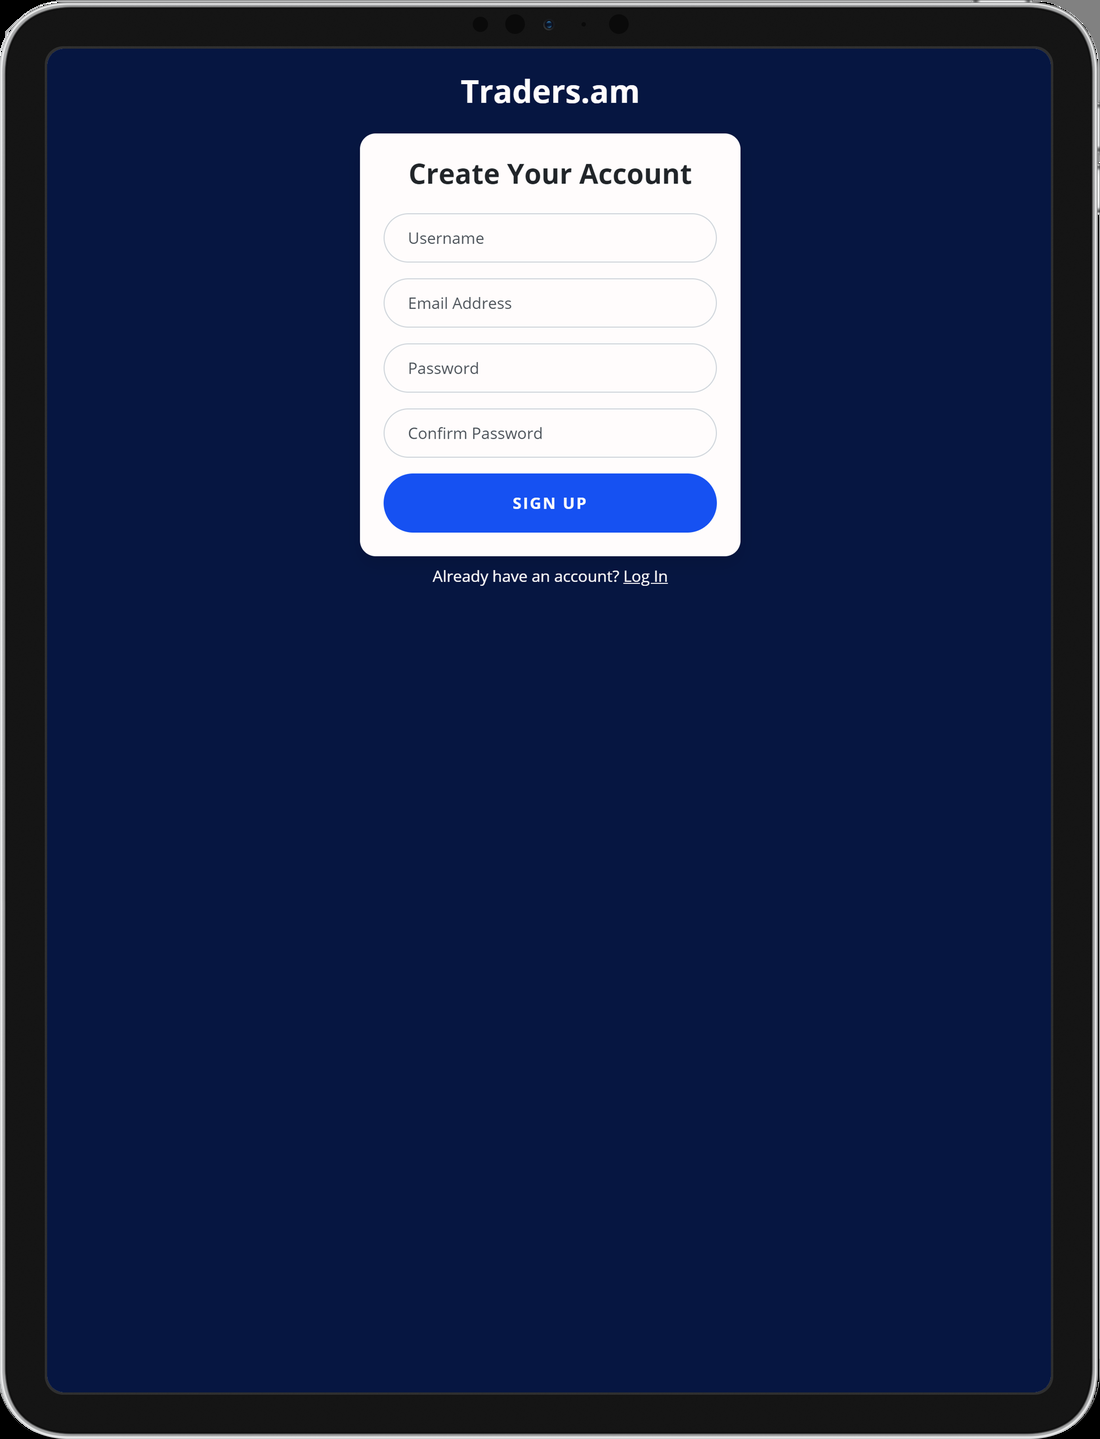 Traders.am
Create Your Account
Username
Email Address
Password
Confirm Password
SIGN UP
Already have an account? Log In